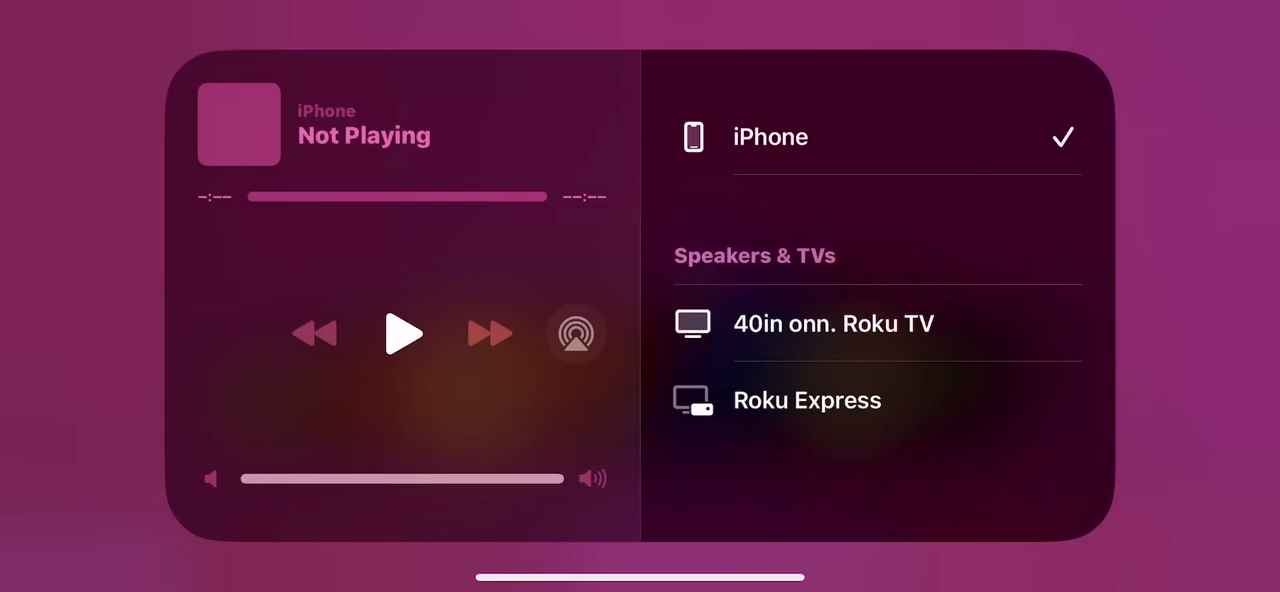 iPhone
Not Playing
--:-- --:--
iPhone
Speakers & TVs
40in onn. Roku TV
Roku Express